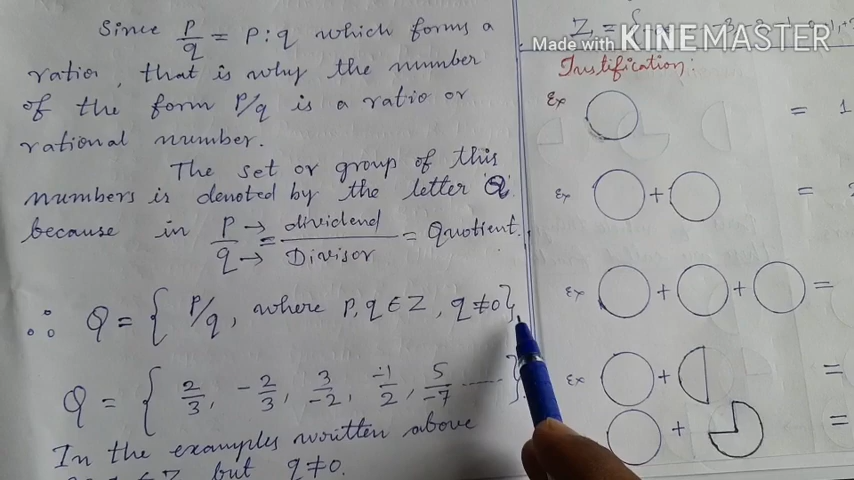 Since P/q = P:q which forms a
ratio, that is why the number
of the form P/q is a ratio or
rational number.
The set or group of this
numbers is denoted by the letter Q.
because in P/q → dividend/Divisor = Quotient.
∴ Q = { P/q, where P, q ∈ Z, q ≠ 0}
Q = { 2/3, -2/3, 3/-2, -1/2, 5/-7 ...... }.
In the examples written above
∈ Z but q ≠ 0.
Made with KINEMASTER
Z = {
Justification:
Ex = 1
Ex + =
Ex + + =
Ex + =
+ =